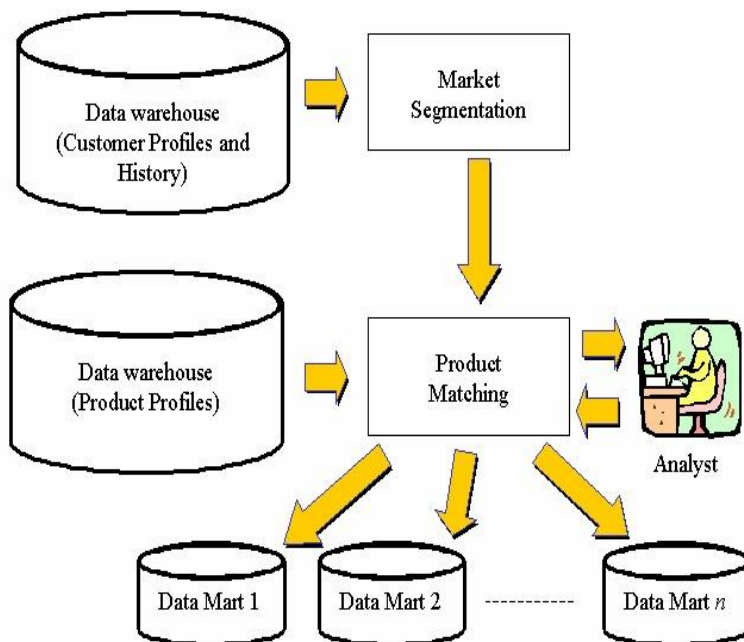 Data warehouse
(Customer Profiles and
History)
Market
Segmentation
Data warehouse
(Product Profiles)
Product
Matching
Analyst
Data Mart 1
Data Mart 2
Data Mart n